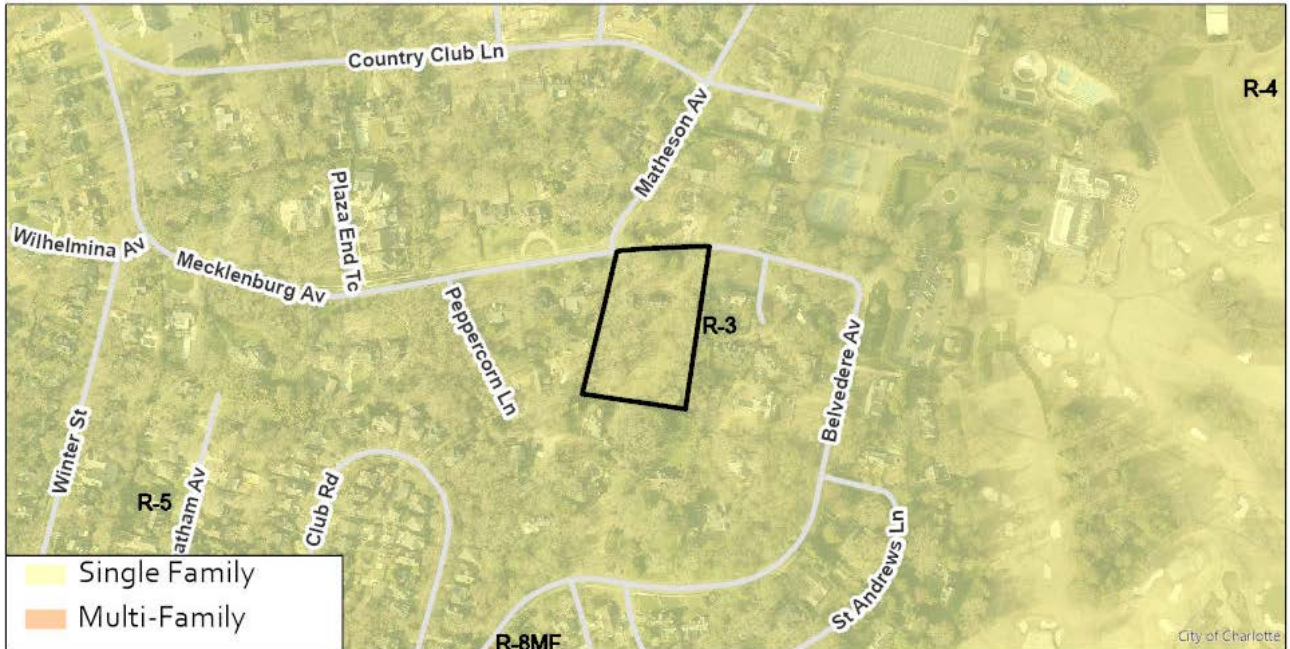 Country Club Ln
R-4
Matheson Av
Plaza End Tc
Wilhelmina Av
Mecklenburg Av
Peppercorn Ln
R-3
Belvedere Av
Winter St
R-5
atham Av
Club Rd
St Andrews Ln
Single Family
Multi-Family
R-8MF
City of Charlotte